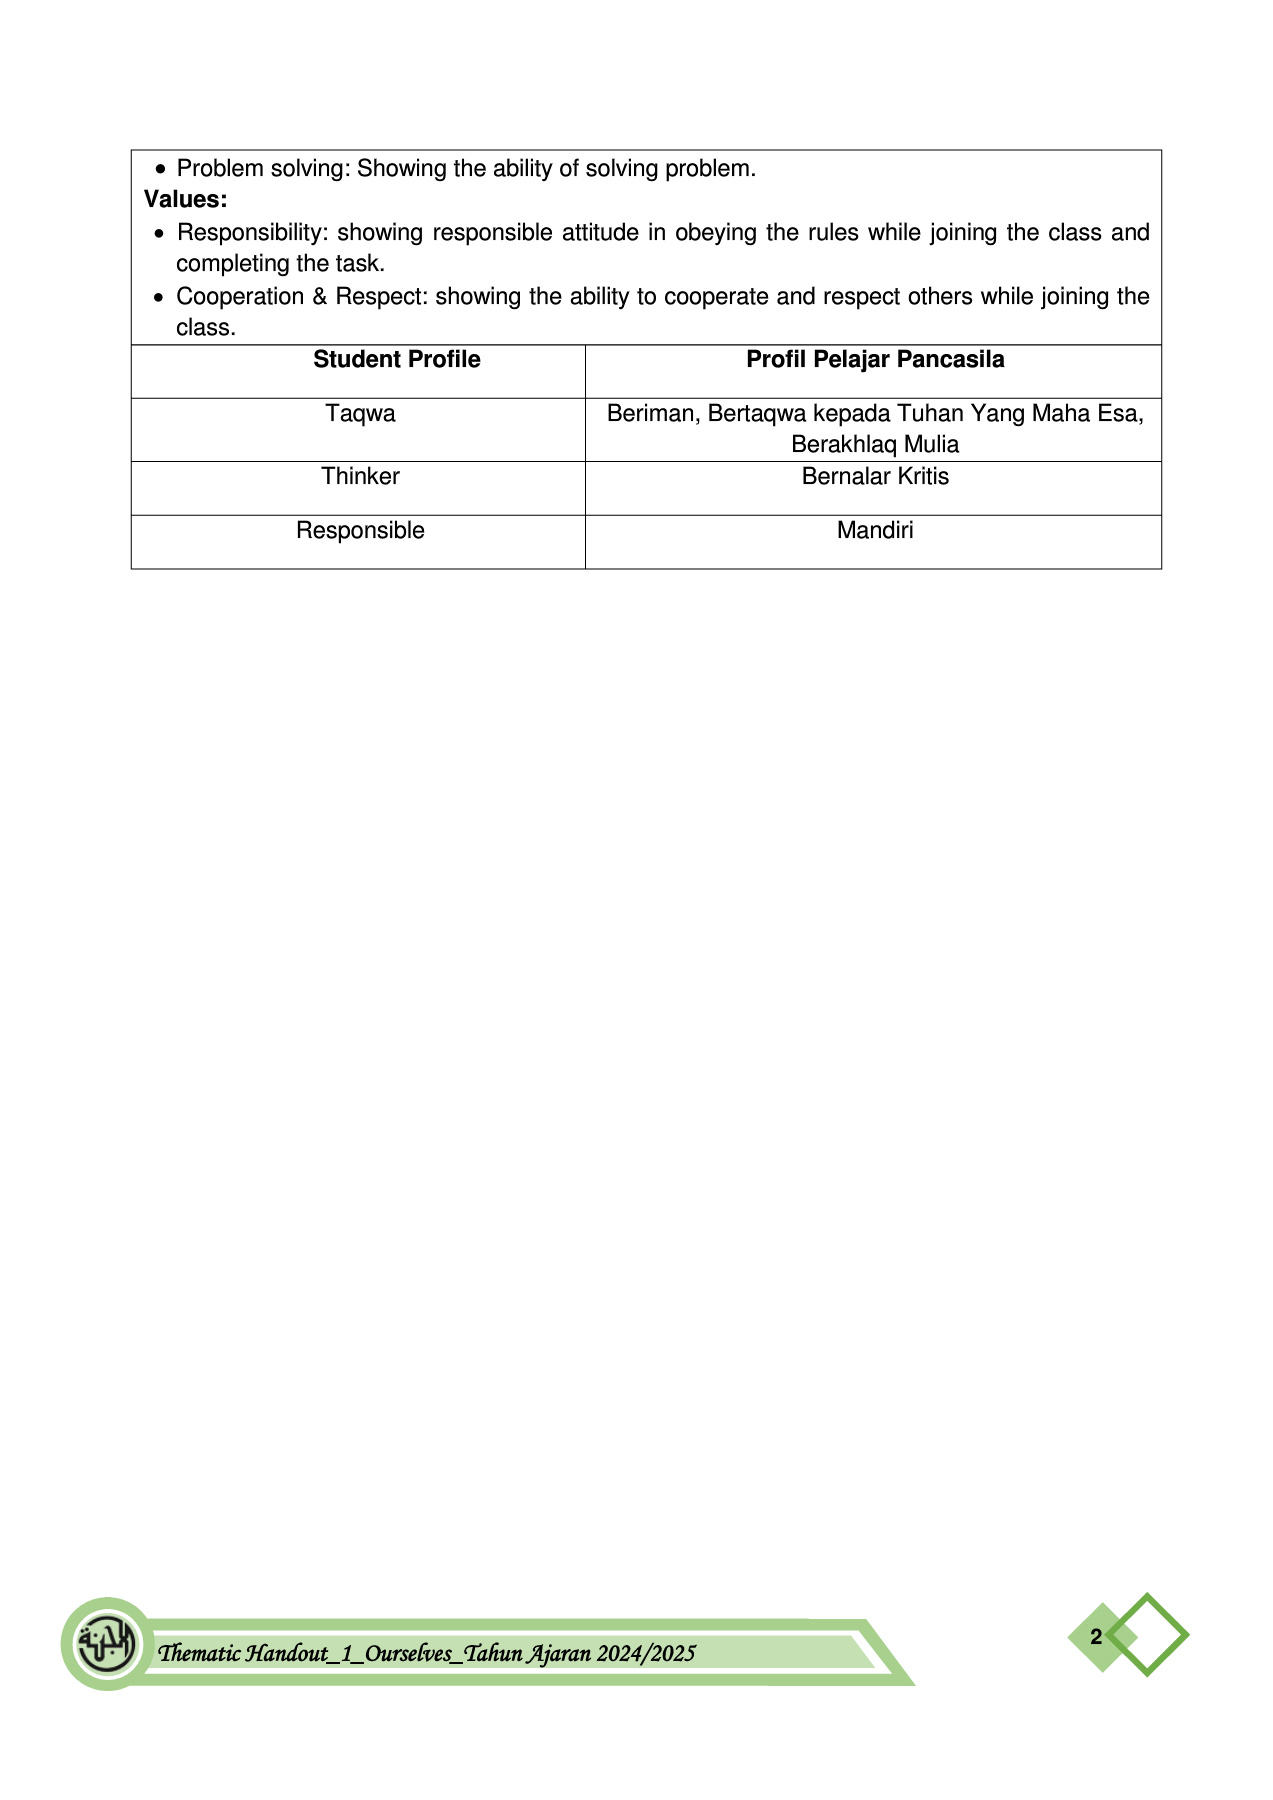 • Problem solving: Showing the ability of solving problem.
Values:
• Responsibility: showing responsible attitude in obeying the rules while joining the class and
completing the task.
• Cooperation & Respect: showing the ability to cooperate and respect others while joining the
class.
Student Profile
Profil Pelajar Pancasila
Taqwa
Beriman, Bertaqwa kepada Tuhan Yang Maha Esa,
Berakhlaq Mulia
Thinker
Bernalar Kritis
Responsible
Mandiri
Thematic Handout_1_Ourselves_Tahun Ajaran 2024/2025
2